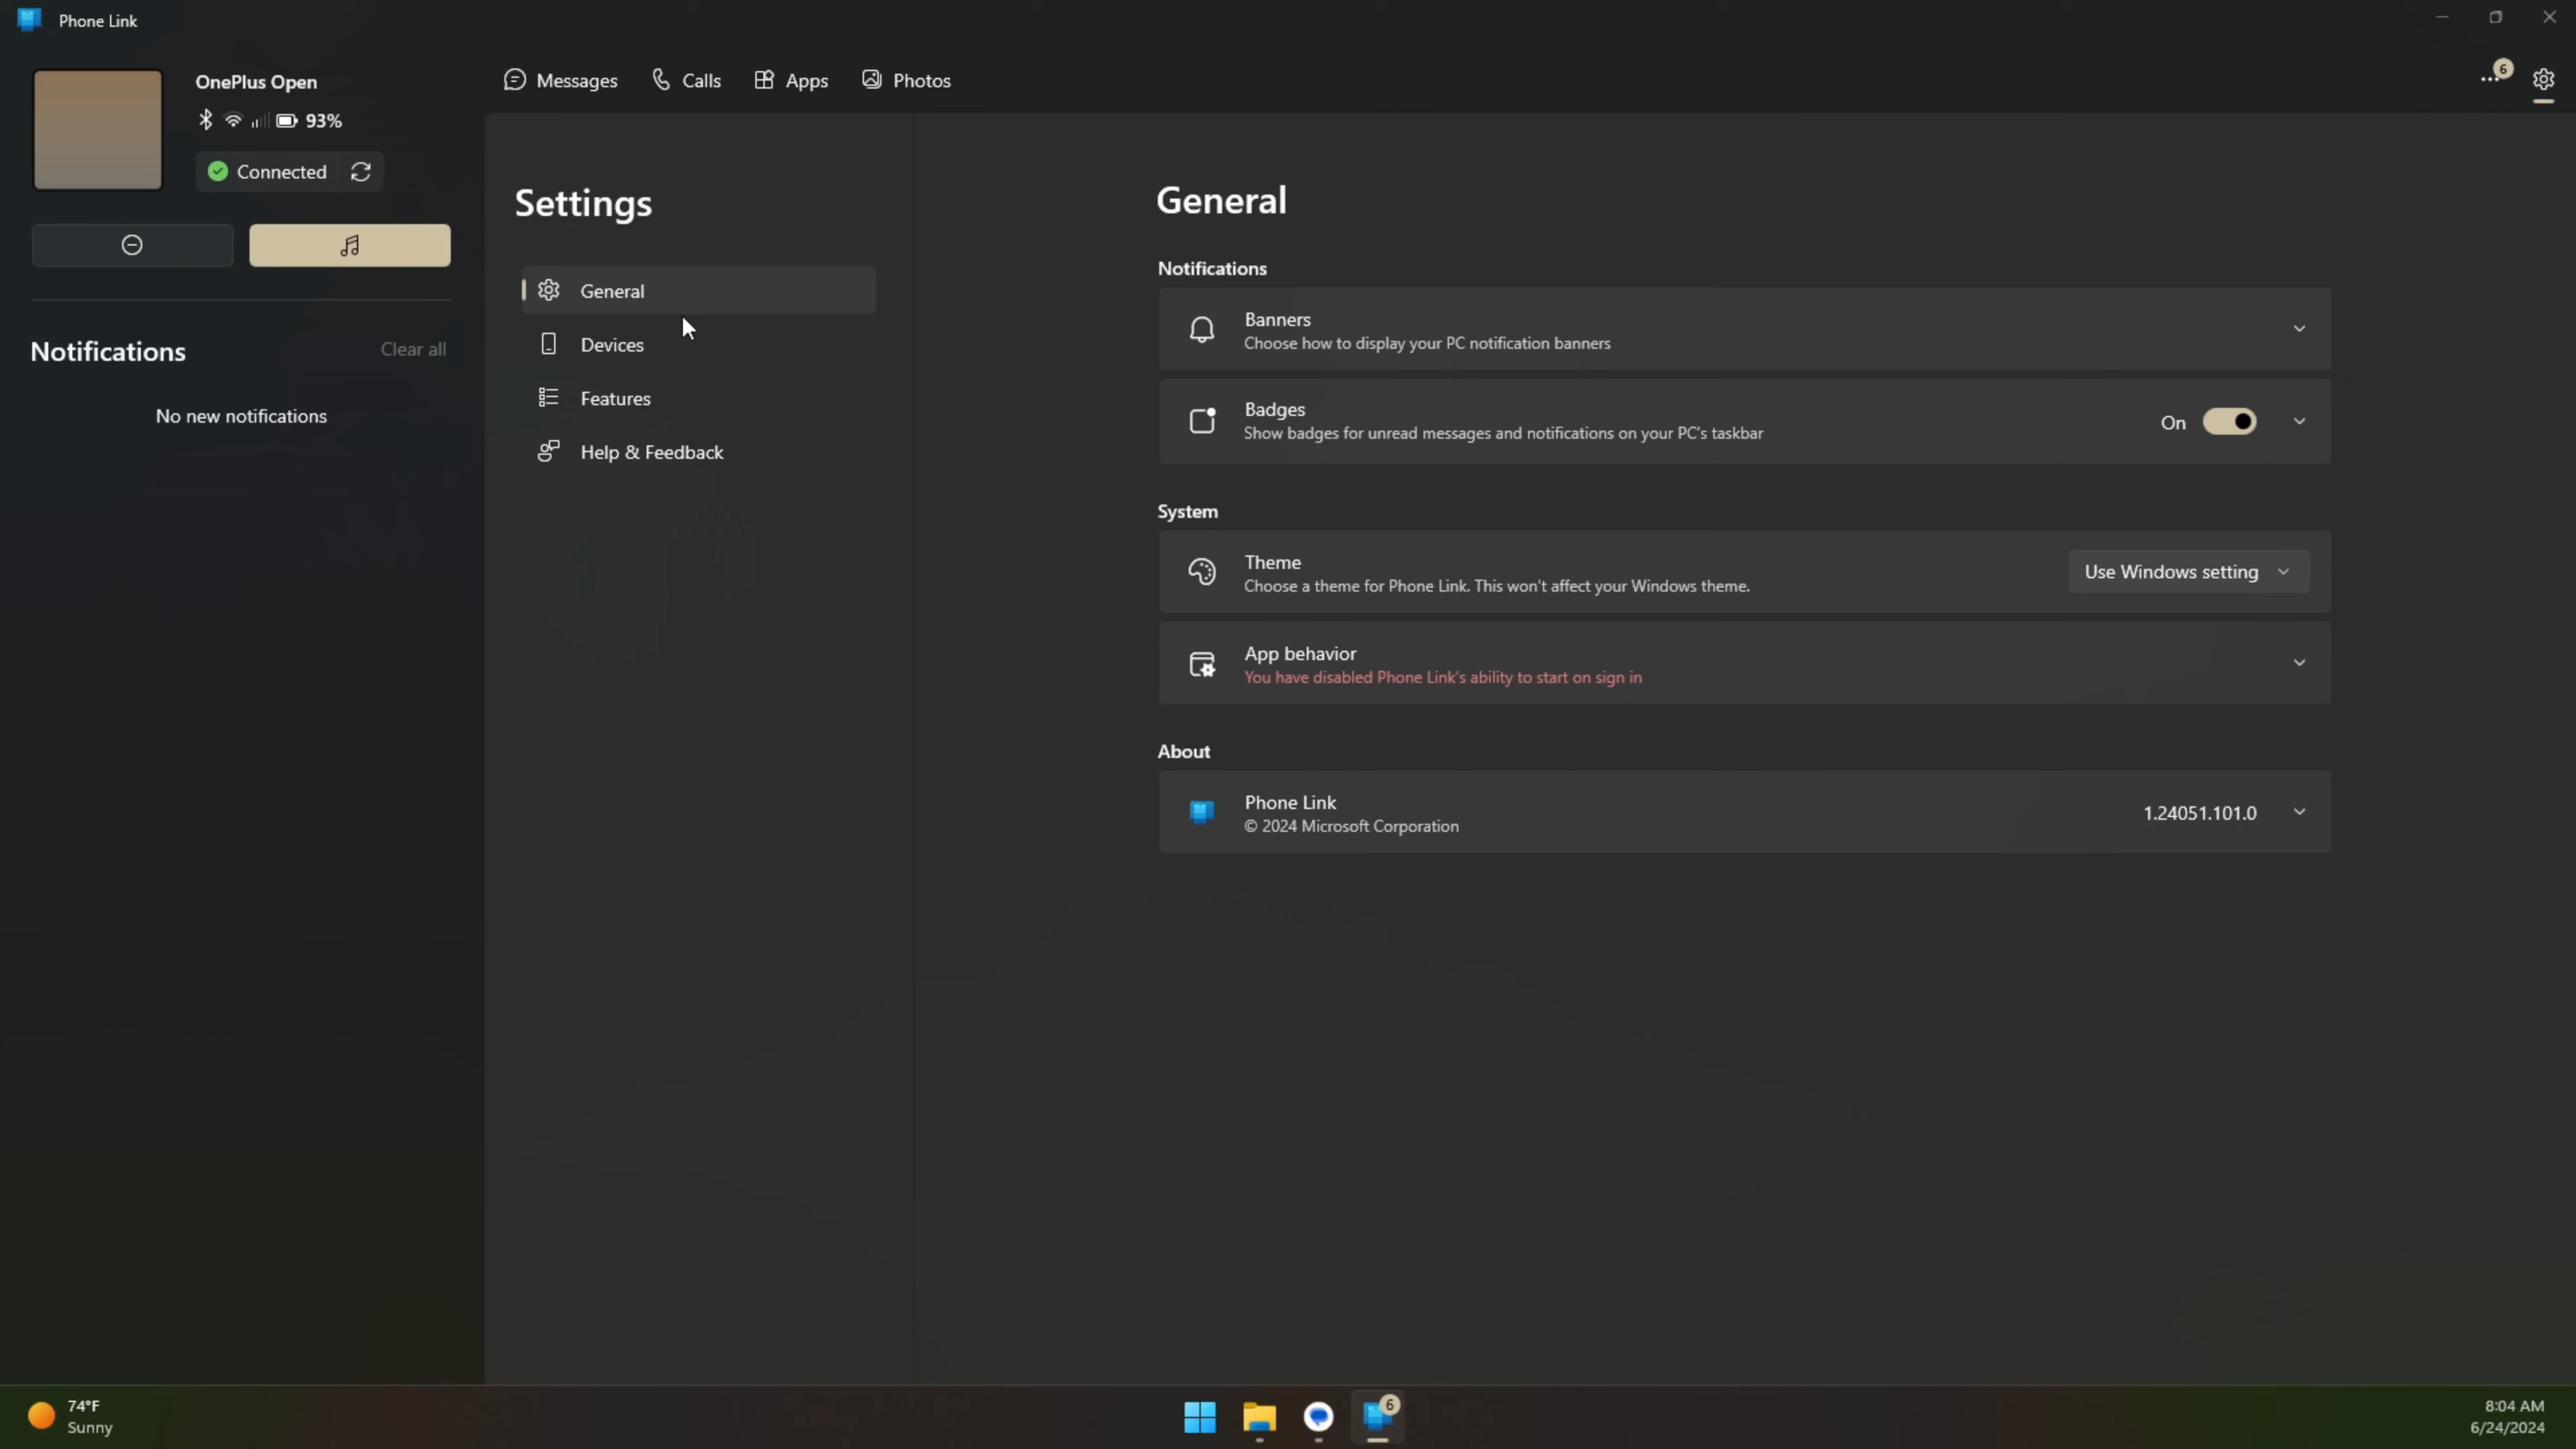 Phone Link
OnePlus Open
93%
Connected
Notifications
Clear all
No new notifications
Messages
Calls
Apps
Photos
6
Settings
General
Devices
Features
Help & Feedback
General
Notifications
Banners
Choose how to display your PC notification banners
Badges
Show badges for unread messages and notifications on your PC's taskbar
On
System
Theme
Choose a theme for Phone Link. This won't affect your Windows theme.
Use Windows setting
App behavior
You have disabled Phone Link's ability to start on sign in
About
Phone Link
© 2024 Microsoft Corporation
1.24051.101.0
74°F
Sunny
6
8:04 AM
6/24/2024